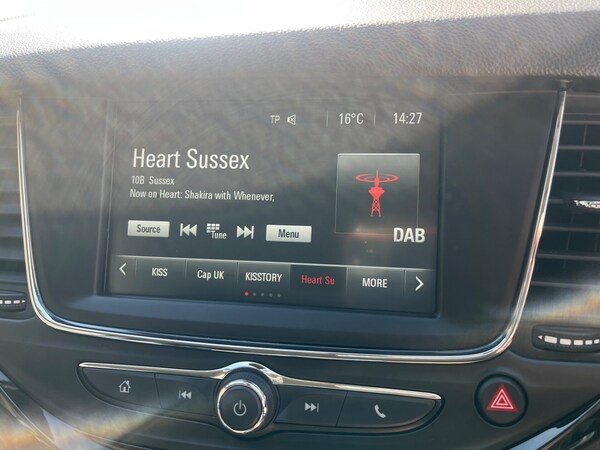 TP 16°C 14:27
Heart Sussex
10B Sussex
Now on Heart: Shakira with Whenever,
DAB
Source Tune Menu
KISS Cap UK KISSTORY Heart Su MORE